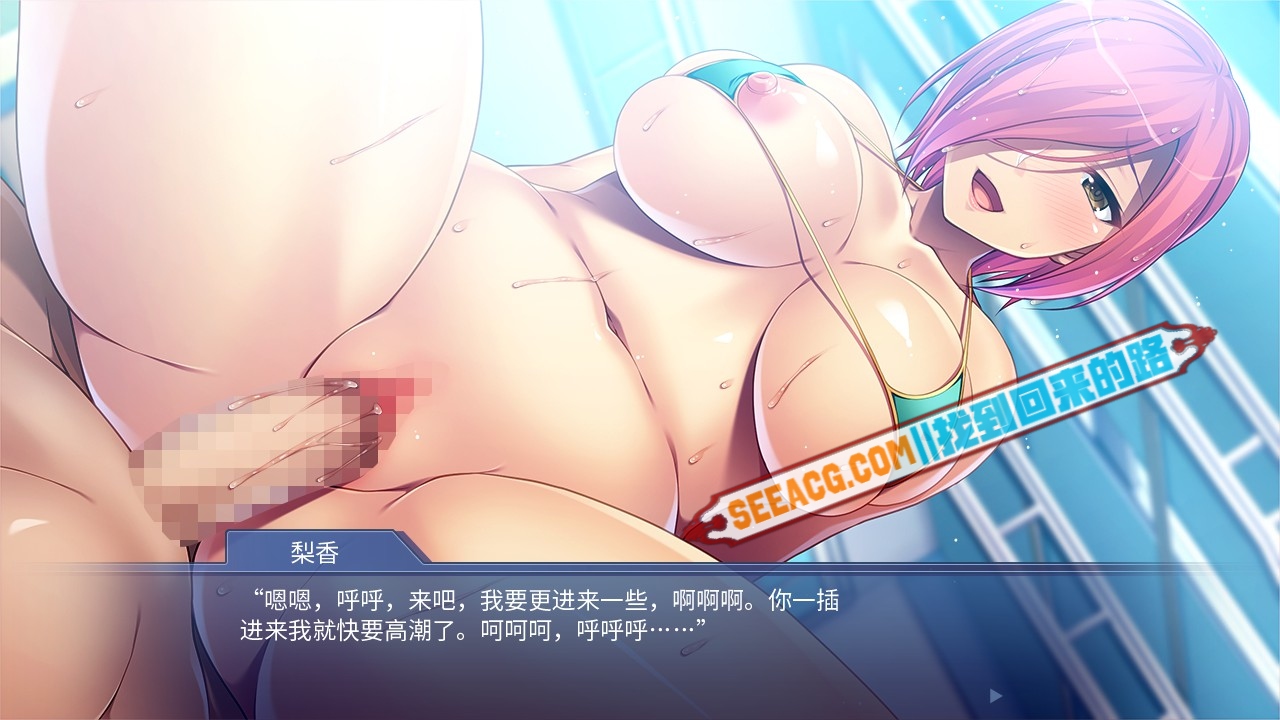 SEEACG.COM||找到回来的路
梨香
“嗯嗯，呼呼，来吧，我要更进来一些，啊啊啊。你一插
进来我就快要高潮了。呵呵呵，呼呼呼……”